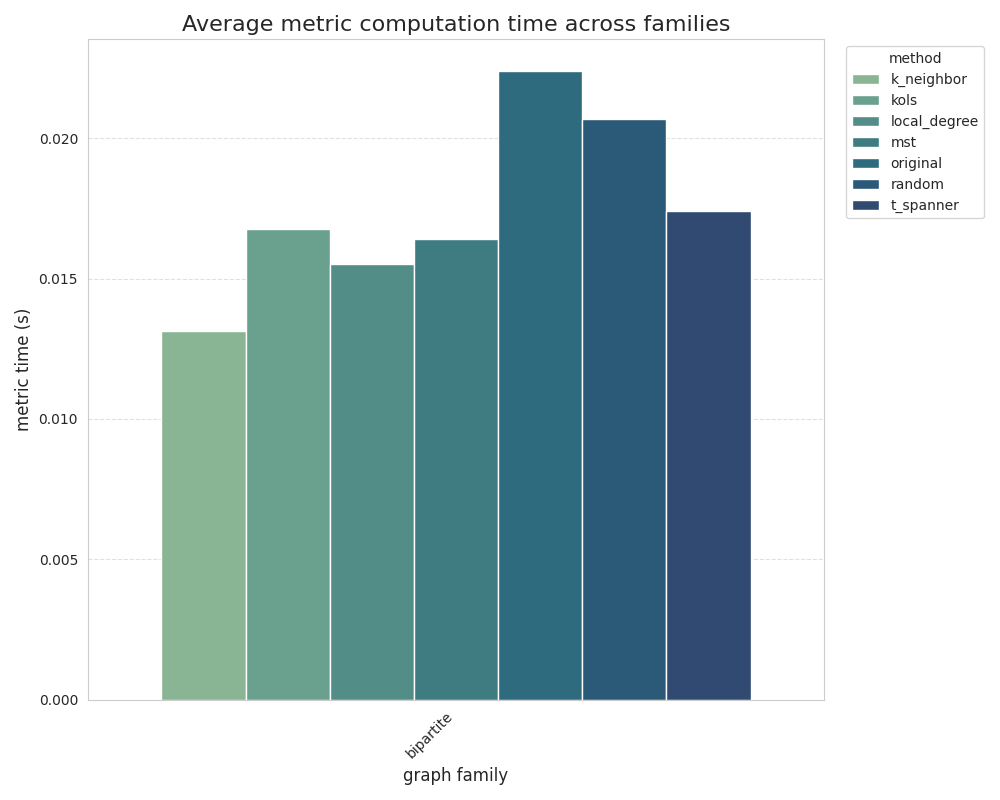 Average metric computation time across families
method
k_neighbor
kols
local_degree
mst
original
random
t_spanner
metric time (s)
0.020
0.015
0.010
0.005
0.000
bipartite
graph family